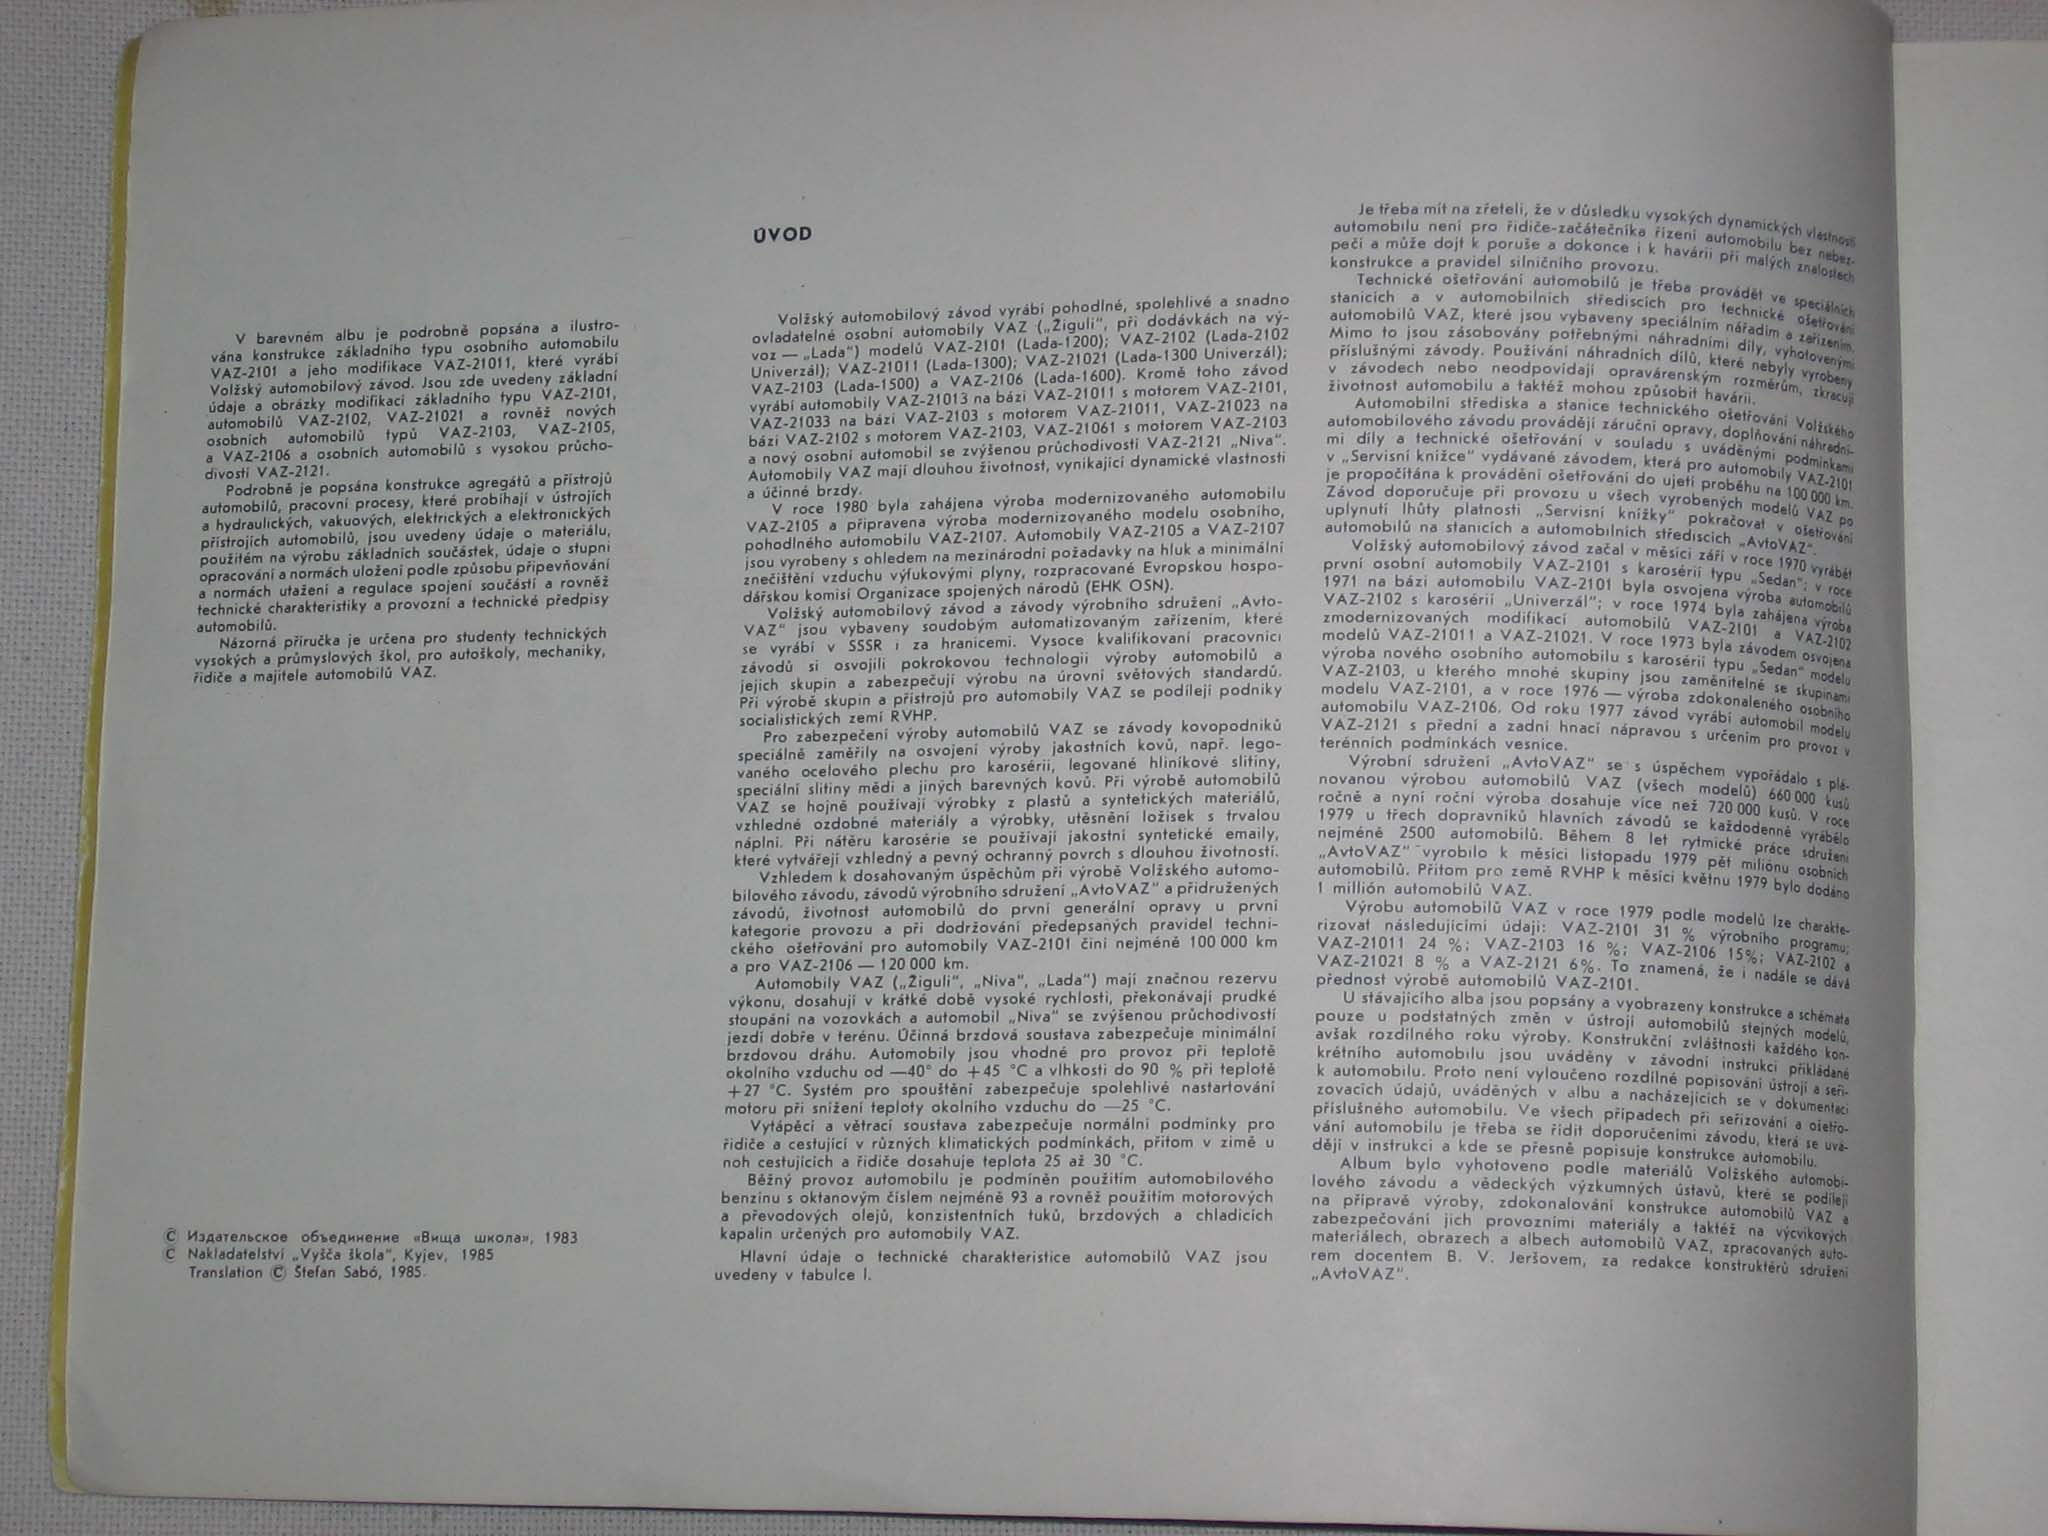 V barevném albu je podrobně popsána a ilustro-
vána konstrukce základního typu osobního automobilu
VAZ-2101 a jeho modifikace VAZ-21011, které vyrábí
Volžský automobilový závod. Jsou zde uvedeny základní
údaje a obrázky modifikací základního typu VAZ-2101,
automobilů VAZ-2102, VAZ-21021 a rovněž nových
osobních automobilů typů VAZ-2103, VAZ-2105,
a VAZ-2106 a osobních automobilů s vysokou průcho-
divostí VAZ-2121.
Podrobně je popsána konstrukce agregátů a přístrojů
automobilů, pracovní procesy, které probíhají v ústrojích
a hydraulických, vakuových, elektrických a elektronických
přístrojích automobilů, jsou uvedeny údaje o materiálu,
použitém na výrobu základních součástek, údaje o stupni
opracování a normách uložení podle způsobu připevňování
a normách utažení a regulace spojení součástí a rovněž
technické charakteristiky a provozní a technické předpisy
automobilů.
Názorná příručka je určena pro studenty technických
vysokých a průmyslových škol, pro autoškoly, mechaniky,
řidiče a majitele automobilů VAZ.
© Издательское объединение «Вища школа», 1983
© Nakladatelství „Vyšča škola“, Kyjev, 1985
Translation © Štefan Sabó, 1985.
ÚVOD
Volžský automobilový závod vyrábí pohodlné, spolehlivé a snadno
ovladatelné osobní automobily VAZ („Žiguli“, při dodávkách na vý-
voz — „Lada“) modelů VAZ-2101 (Lada-1200); VAZ-2102 (Lada-2102
Univerzál); VAZ-21011 (Lada-1300); VAZ-21021 (Lada-1300 Univerzál);
VAZ-2103 (Lada-1500) a VAZ-2106 (Lada-1600). Kromě toho závod
vyrábí automobily VAZ-21013 na bázi VAZ-21011 s motorem VAZ-2101,
VAZ-21033 na bázi VAZ-2103 s motorem VAZ-21011, VAZ-21023 na
bázi VAZ-2102 s motorem VAZ-2103, VAZ-21061 s motorem VAZ-2103
a nový osobní automobil se zvýšenou průchodivostí VAZ-2121 „Niva“.
Automobily VAZ mají dlouhou životnost, vynikající dynamické vlastnosti
a účinné brzdy.
V roce 1980 byla zahájena výroba modernizovaného automobilu
VAZ-2105 a připravena výroba modernizovaného modelu osobního,
pohodlného automobilu VAZ-2107. Automobily VAZ-2105 a VAZ-2107
jsou vyrobeny s ohledem na mezinárodní požadavky na hluk a minimální
znečištění vzduchu výfukovými plyny, rozpracované Evropskou hospo-
dářskou komisí Organizace spojených národů (EHK OSN).
Volžský automobilový závod a závody výrobního sdružení „Avto-
VAZ“ jsou vybaveny soudobým automatizovaným zařízením, které
se vyrábí v SSSR i za hranicemi. Vysoce kvalifikovaní pracovníci
závodů si osvojili pokrokovou technologii výroby automobilů a
jejich skupin a zabezpečují výrobu na úrovni světových standardů.
Při výrobě skupin a přístrojů pro automobily VAZ se podílejí podniky
socialistických zemí RVHP.
Pro zabezpečení výroby automobilů VAZ se závody kovopodniků
speciálně zaměřily na osvojení výroby jakostních kovů, např. lego-
vaného ocelového plechu pro karosérii, legované hliníkové slitiny,
speciální slitiny mědi a jiných barevných kovů. Při výrobě automobilů
VAZ se hojně používají výrobky z plastů a syntetických materiálů,
vzhledné ozdobné materiály a výrobky, utěsnění ložisek s trvalou
náplní. Při nátěru karosérie se používají jakostní syntetické emaily,
které vytvářejí vzhledný a pevný ochranný povrch s dlouhou životností.
Vzhledem k dosahovaným úspěchům při výrobě Volžského automo-
bilového závodu, závodů výrobního sdružení „AvtoVAZ“ a přidružených
závodů, životnost automobilů do první generální opravy u první
kategorie provozu a při dodržování předepsaných pravidel techni-
ckého ošetřování pro automobily VAZ-2101 činí nejméně 100 000 km
a pro VAZ-2106 — 120 000 km.
Automobily VAZ („Žiguli“, „Niva“, „Lada“) mají značnou rezervu
výkonu, dosahují v krátké době vysoké rychlosti, překonávají prudké
stoupání na vozovkách a automobil „Niva“ se zvýšenou průchodivostí
jezdí dobře v terénu. Účinná brzdová soustava zabezpečuje minimální
brzdovou dráhu. Automobily jsou vhodné pro provoz při teplotě
okolního vzduchu od —40° do +45 °C a vlhkosti do 90 % při teplotě
+27 °C. Systém pro spouštění zabezpečuje spolehlivé nastartování
motoru při snížení teploty okolního vzduchu do —25 °C.
Vytápěcí a větrací soustava zabezpečuje normální podmínky pro
řidiče a cestující v různých klimatických podmínkách, přitom v zimě u
noh cestujících a řidiče dosahuje teplota 25 až 30 °C.
Běžný provoz automobilu je podmíněn použitím automobilového
benzínu s oktanovým číslem nejméně 93 a rovněž použitím motorových
a převodových olejů, konzistentních tuků, brzdových a chladicích
kapalin určených pro automobily VAZ.
Hlavní údaje o technické charakteristice automobilů VAZ jsou
uvedeny v tabulce I.
Je třeba mít na zřeteli, že v důsledku vysokých dynamických vlastností
automobilu není pro řidiče-začátečníka řízení automobilu bez nebez-
pečí a může dojít k poruše a dokonce i k havárii při malých znalostech
konstrukce a pravidel silničního provozu.
Technické ošetřování automobilů je třeba provádět ve speciálních
stanicích a v automobilních střediscích pro technické ošetřování
automobilů VAZ, které jsou vybaveny speciálním nářadím a zařízením.
Mimo to jsou zásobovány potřebnými náhradními díly, vyhotovenými
příslušnými závody. Používání náhradních dílů, které nebyly vyrobeny
v závodech nebo neodpovídají opravárenským rozměrům, zkracují
životnost automobilu a taktéž mohou způsobit havárii.
Automobilní střediska a stanice technického ošetřování Volžského
automobilového závodu provádějí záruční opravy, doplňování náhradní-
mi díly a technické ošetřování v souladu s uváděnými podmínkami
v „Servisní knížce“ vydávané závodem, která pro automobily VAZ-2101
je propočítána k provádění ošetřování do ujetí proběhu na 100 000 km.
Závod doporučuje při provozu u všech vyrobených modelů VAZ po
uplynutí lhůty platnosti „Servisní knížky“ pokračovat v ošetřování
automobilů na stanicích a automobilních střediscích „AvtoVAZ“.
Volžský automobilový závod začal v měsíci září v roce 1970 vyrábět
první osobní automobily VAZ-2101 s karosérií typu „Sedan“; v roce
1971 na bázi automobilu VAZ-2101 byla osvojena výroba automobilů
VAZ-2102 s karosérií „Univerzál“; v roce 1974 byla zahájena výroba
zmodernizovaných modifikací automobilů VAZ-2101 a VAZ-2102
modelů VAZ-21011 a VAZ-21021. V roce 1973 byla závodem osvojena
výroba nového osobního automobilu s karosérií typu „Sedan“ modelu
VAZ-2103, u kterého mnohé skupiny jsou zaměnitelné se skupinami
modelu VAZ-2101, a v roce 1976 — výroba zdokonaleného osobního
automobilu VAZ-2106. Od roku 1977 závod vyrábí automobil modelu
VAZ-2121 s přední a zadní hnací nápravou s určením pro provoz v
terénních podmínkách vesnice.
Výrobní sdružení „AvtoVAZ“ se s úspěchem vypořádalo s plá-
novanou výrobou automobilů VAZ (všech modelů) 660 000 kusů
ročně a nyní roční výroba dosahuje více než 720 000 kusů. V roce
1979 u třech dopravníků hlavních závodů se každodenně vyrábělo
nejméně 2500 automobilů. Během 8 let rytmické práce sdružení
„AvtoVAZ“ vyrobilo k měsíci listopadu 1979 pět miliónu osobních
automobilů. Přitom pro země RVHP k měsíci květnu 1979 bylo dodáno
1 millión automobilů VAZ.
Výrobu automobilů VAZ v roce 1979 podle modelů lze charakte-
rizovat následujícími údaji: VAZ-2101 31 % výrobního programu;
VAZ-21011 24 %; VAZ-2103 16 %; VAZ-2106 15%; VAZ-2102 a
VAZ-21021 8 % a VAZ-2121 6%. To znamená, že i nadále se dává
přednost výrobě automobilů VAZ-2101.
U stávajícího alba jsou popsány a vyobrazeny konstrukce a schémata
pouze u podstatných změn v ústrojí automobilů stejných modelů,
avšak rozdílného roku výroby. Konstrukční zvláštnosti každého kon-
krétního automobilu jsou uváděny v závodní instrukci přikládané
k automobilu. Proto není vyloučeno rozdílné popisování ústrojí a seři-
zovacích údajů, uváděných v albu a nacházejících se v dokumentaci
příslušného automobilu. Ve všech případech při seřizování a ošetřo-
vání automobilu je třeba se řídit doporučeními závodu, která se uvá-
dějí v instrukci a kde se přesně popisuje konstrukce automobilu.
Album bylo vyhotoveno podle materiálů Volžského automobi-
lového závodu a vědeckých výzkumných ústavů, které se podílejí
na přípravě výroby, zdokonalování konstrukce automobilů VAZ a
zabezpečování jich provozními materiály a taktéž na výcvikových
materiálech, obrazech a albech automobilů VAZ, zpracovaných auto-
rem docentem B. V. Jeršovem, za redakce konstruktérů sdružení
„AvtoVAZ“.